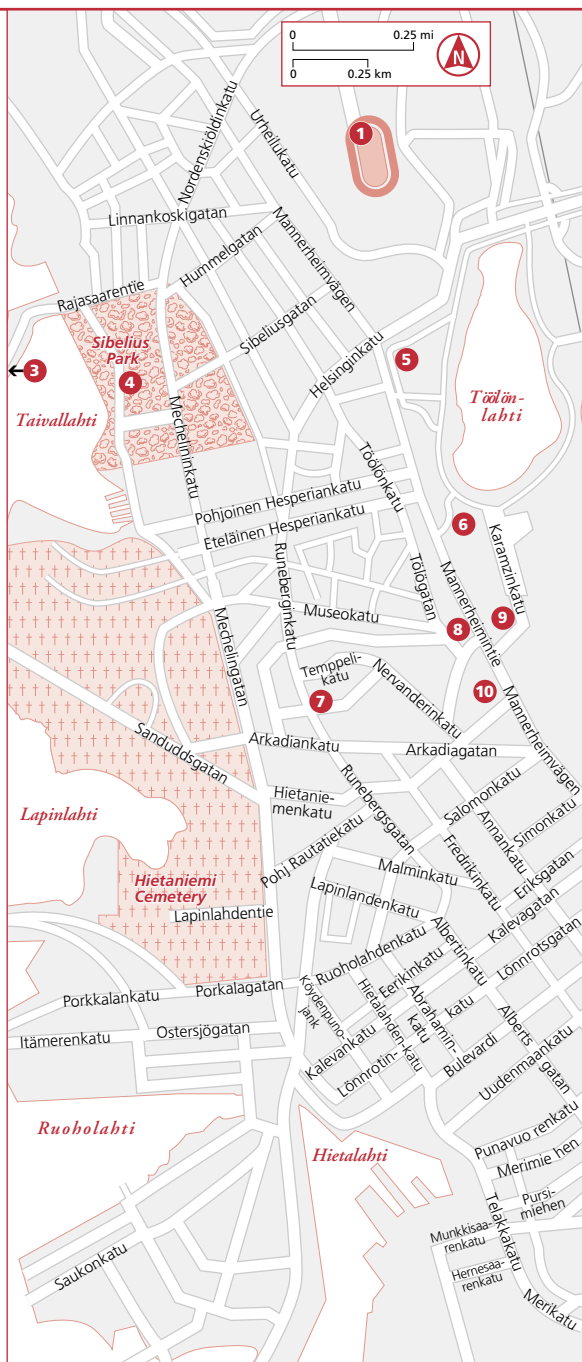 0
0.25 mi
0
0.25 km
N
1
Nordenskiöldinkatu
Urheilukatu
Linnankoskigatan
Mannerheimvägen
Hummelgatan
Rajasaarentie
Sibeliusgatan
Sibelius
Park
3
4
5
Helsinginkatu
Taivallahti
Töölön-
lahti
Mechelininkatu
Töölönkatu
Pohjoinen Hesperiankatu
Eteläinen Hesperiankatu
6
Karamzinkatu
Runeberginkatu
Tölögatan
Mannerheimintie
Museokatu
Mechelingatan
8
9
Temppeli-
katu
Nervanderinkatu
7
10
Mannerheimvägen
Sanduddsgatan
Arkadiankatu
Arkadiagatan
Runebergsgatan
Hietanie-
menkatu
Salomonkatu
Annankatu
Simonkatu
Lapinlahti
Pohj Rautatiekatu
Malminkatu
Fredrikinkatu
Eriksgatan
Hietaniemi
Cemetery
Lapinlandenkatu
Kalevagatan
Lapinlahdentie
Albertinkatu
Lönnrotsgatan
Ruoholahdenkatu
Eerikinkatu
Porkkalankatu
Porkalagatan
Köydenpuno-
jank
Hietalahden-katu
Abrahamin-
katu
Itämerenkatu
Ostersjögatan
Kalevankatu
Lönnrotin-
katu
Bulevardi
Alberts
gatan
Uudenmaankatu
Ruoholahti
Hietalahti
Punavuo renkatu
Merimie hen
Pursi-
miehen
Telakkakatu
Munkkisaa-
renkatu
Hernesaa-
renkatu
Saukonkatu
Merikatu